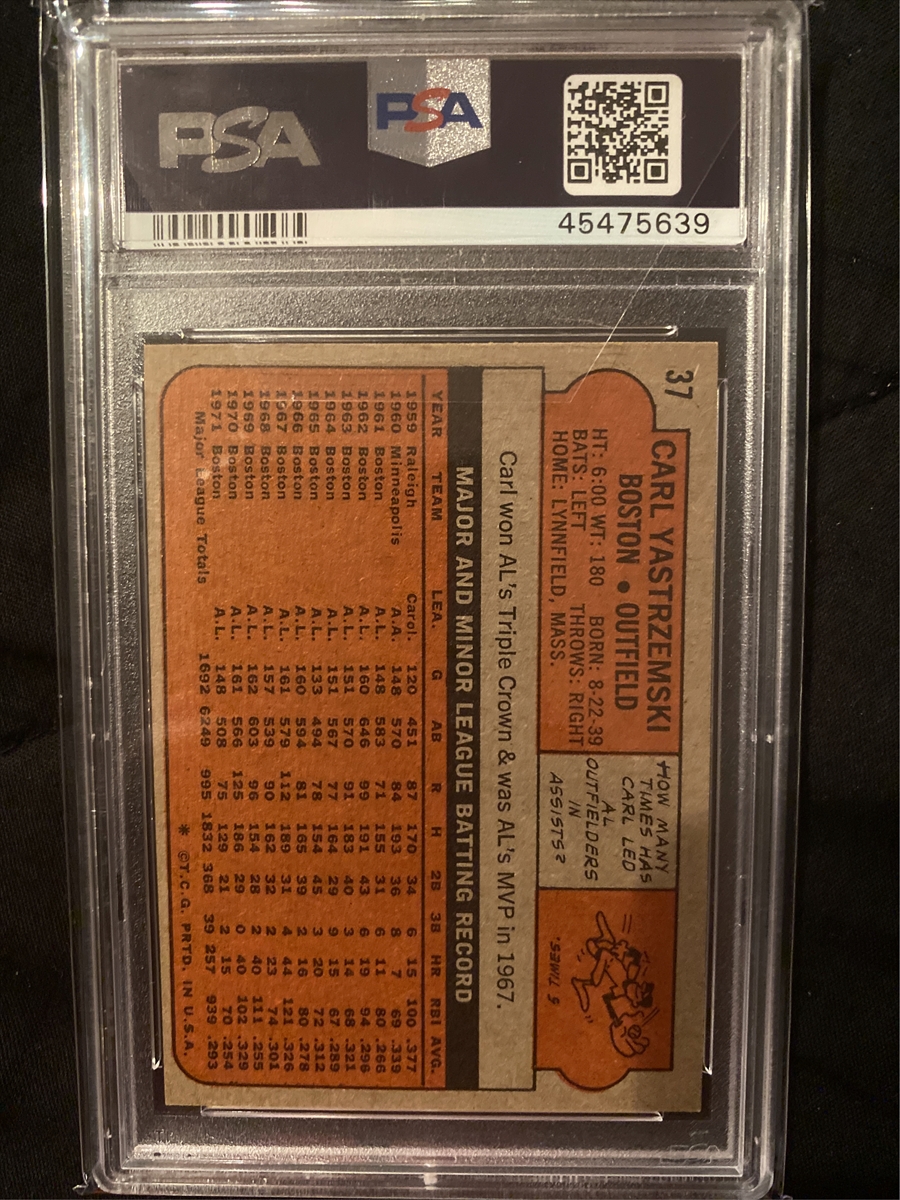 PSA
PSA
45475639
37
CARL YASTRZEMSKI
BOSTON • OUTFIELD
HT: 6:00 WT: 180 BORN: 8-22-39
BATS: LEFT THROWS: RIGHT
HOME: LYNNFIELD, MASS.
HOW MANY
TIMES HAS
CARL LED
AL
OUTFIELDERS
IN
ASSISTS?
5 TIMES.
Carl won AL's Triple Crown & was AL's MVP in 1967.
MAJOR AND MINOR LEAGUE BATTING RECORD
YEAR TEAM LEA. G AB R H 2B 3B HR RBI AVG.
1959 Raleigh Carol. 120 451 87 170 34 6 15 100 .377
1960 Minneapolis A.A. 148 570 84 193 36 8 7 69 .339
1961 Boston A.L. 148 583 71 155 31 6 11 80 .266
1962 Boston A.L. 160 646 99 191 43 6 19 94 .296
1963 Boston A.L. 151 570 91 183 40 3 14 68 .321
1964 Boston A.L. 151 567 77 164 29 9 15 67 .289
1965 Boston A.L. 133 494 78 154 45 3 20 72 .312
1966 Boston A.L. 160 594 81 165 39 2 16 80 .278
1967 Boston A.L. 161 579 112 189 31 4 44 121 .326
1968 Boston A.L. 157 539 90 162 32 2 23 74 .301
1969 Boston A.L. 162 603 96 154 28 2 40 111 .255
1970 Boston A.L. 161 566 125 186 29 0 40 102 .329
1971 Boston A.L. 148 508 75 129 21 2 15 70 .254
Major League Totals 1692 6249 995 1832 368 39 257 939 .293
* ©T.C.G. PRTD. IN U.S.A.